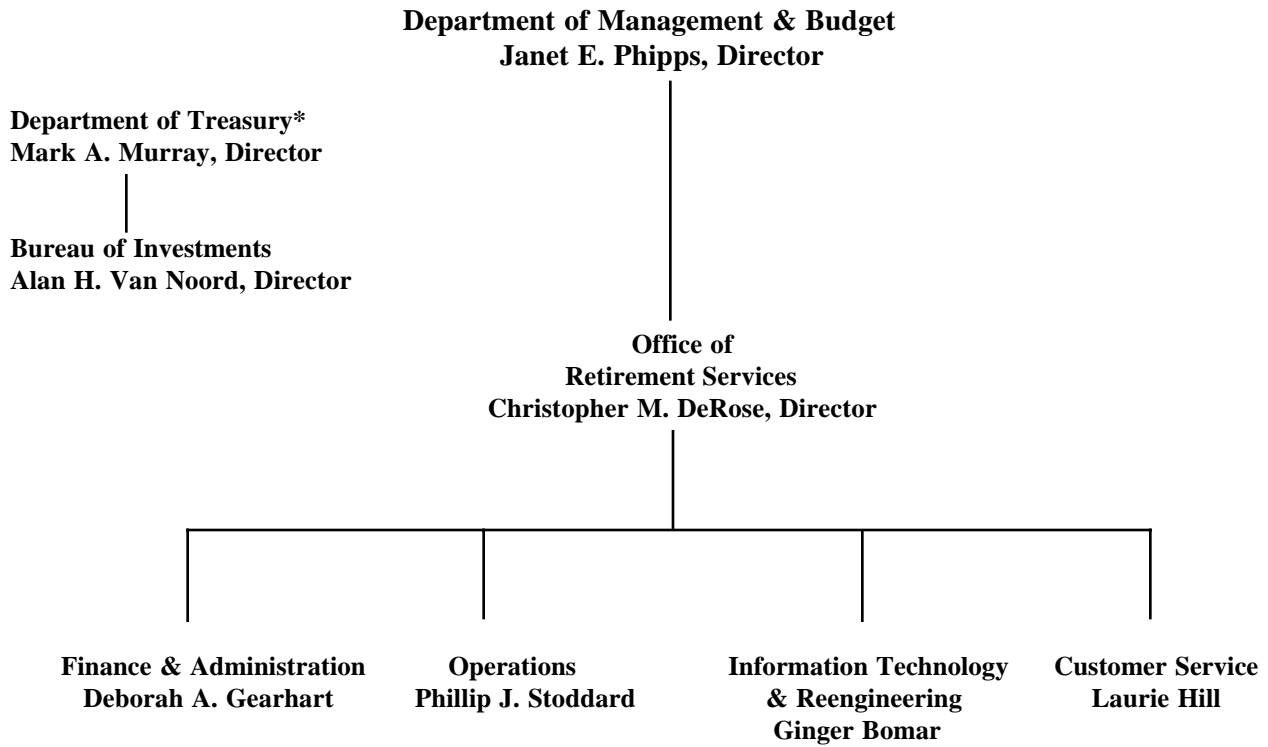 Department of Management & Budget
Janet E. Phipps, Director
Department of Treasury*
Mark A. Murray, Director
Bureau of Investments
Alan H. Van Noord, Director
Office of
Retirement Services
Christopher M. DeRose, Director
Finance & Administration
Deborah A. Gearhart
Operations
Phillip J. Stoddard
Information Technology
& Reengineering
Ginger Bomar
Customer Service
Laurie Hill